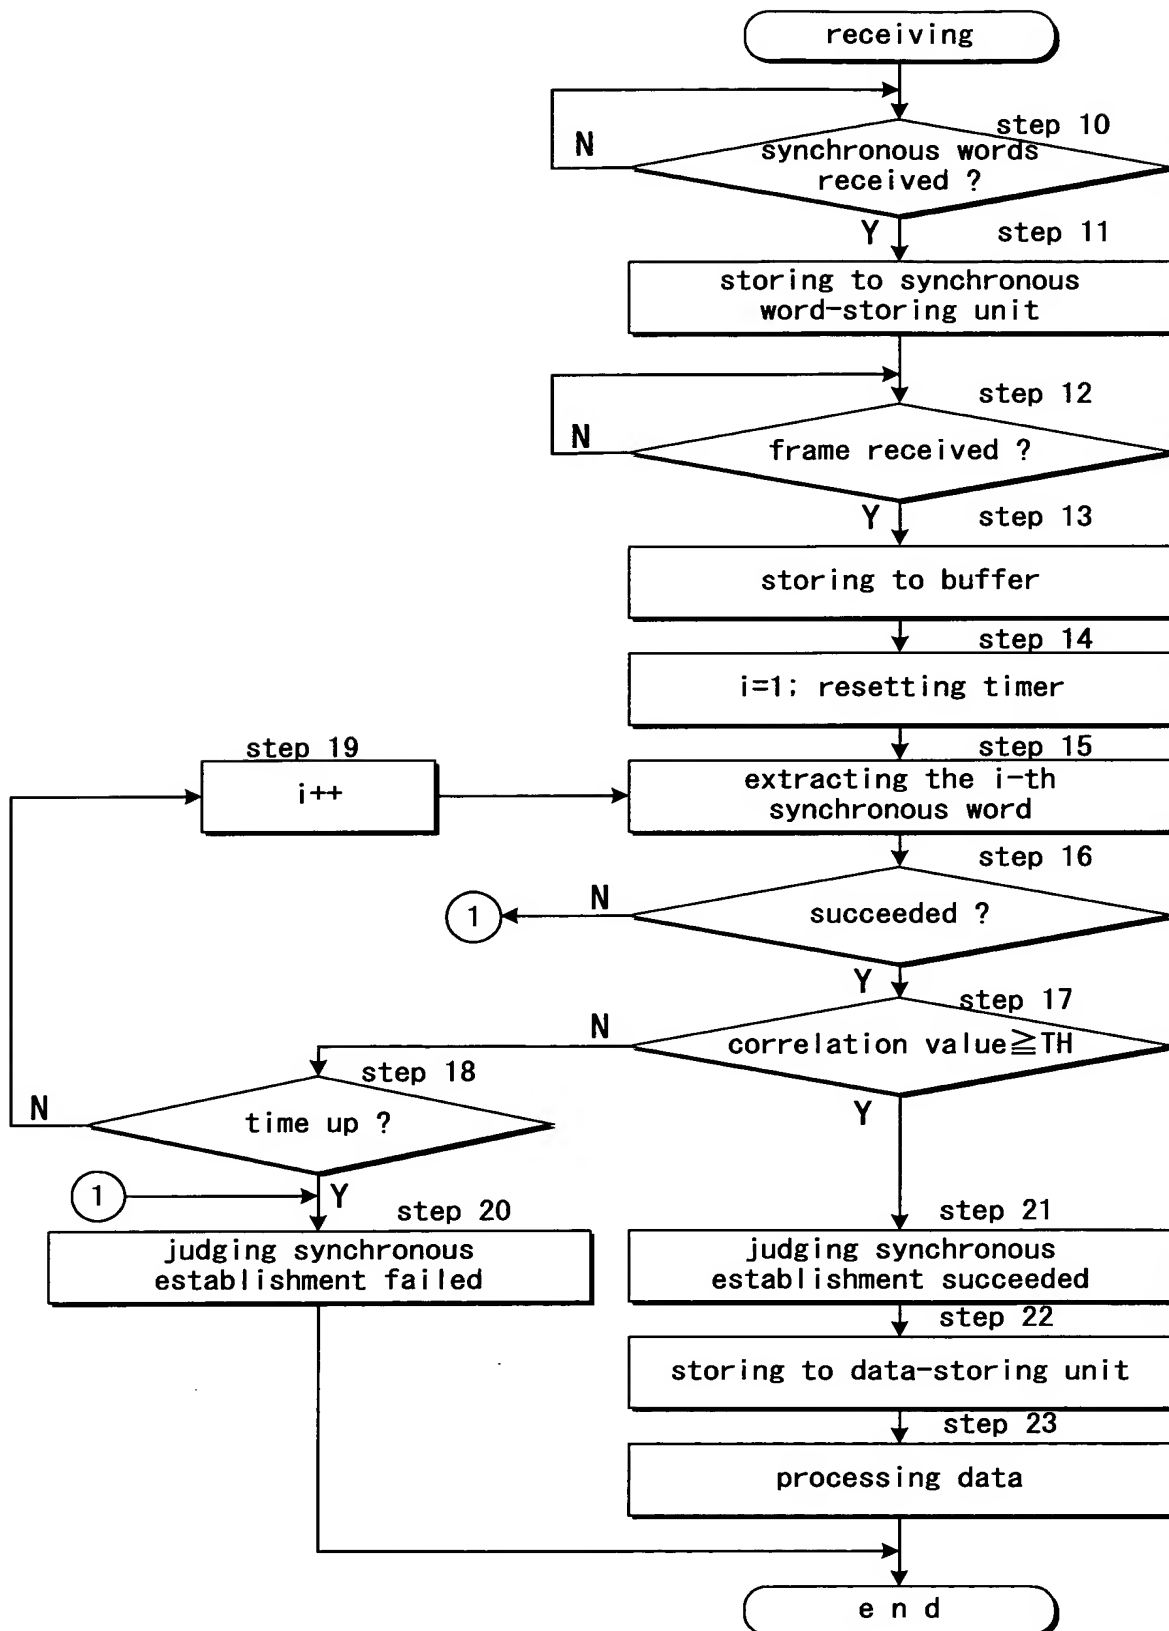 receiving
step 10
N
synchronous words
received ?
Y
step 11
storing to synchronous
word-storing unit
step 12
N
frame received ?
Y
step 13
storing to buffer
step 14
i=1; resetting timer
step 19
step 15
i++
extracting the i-th
synchronous word
step 16
1
N
succeeded ?
Y
step 17
N
correlation value≧TH
step 18
N
time up ?
Y
1
Y
step 20
step 21
judging synchronous
establishment failed
judging synchronous
establishment succeeded
step 22
storing to data-storing unit
step 23
processing data
e n d